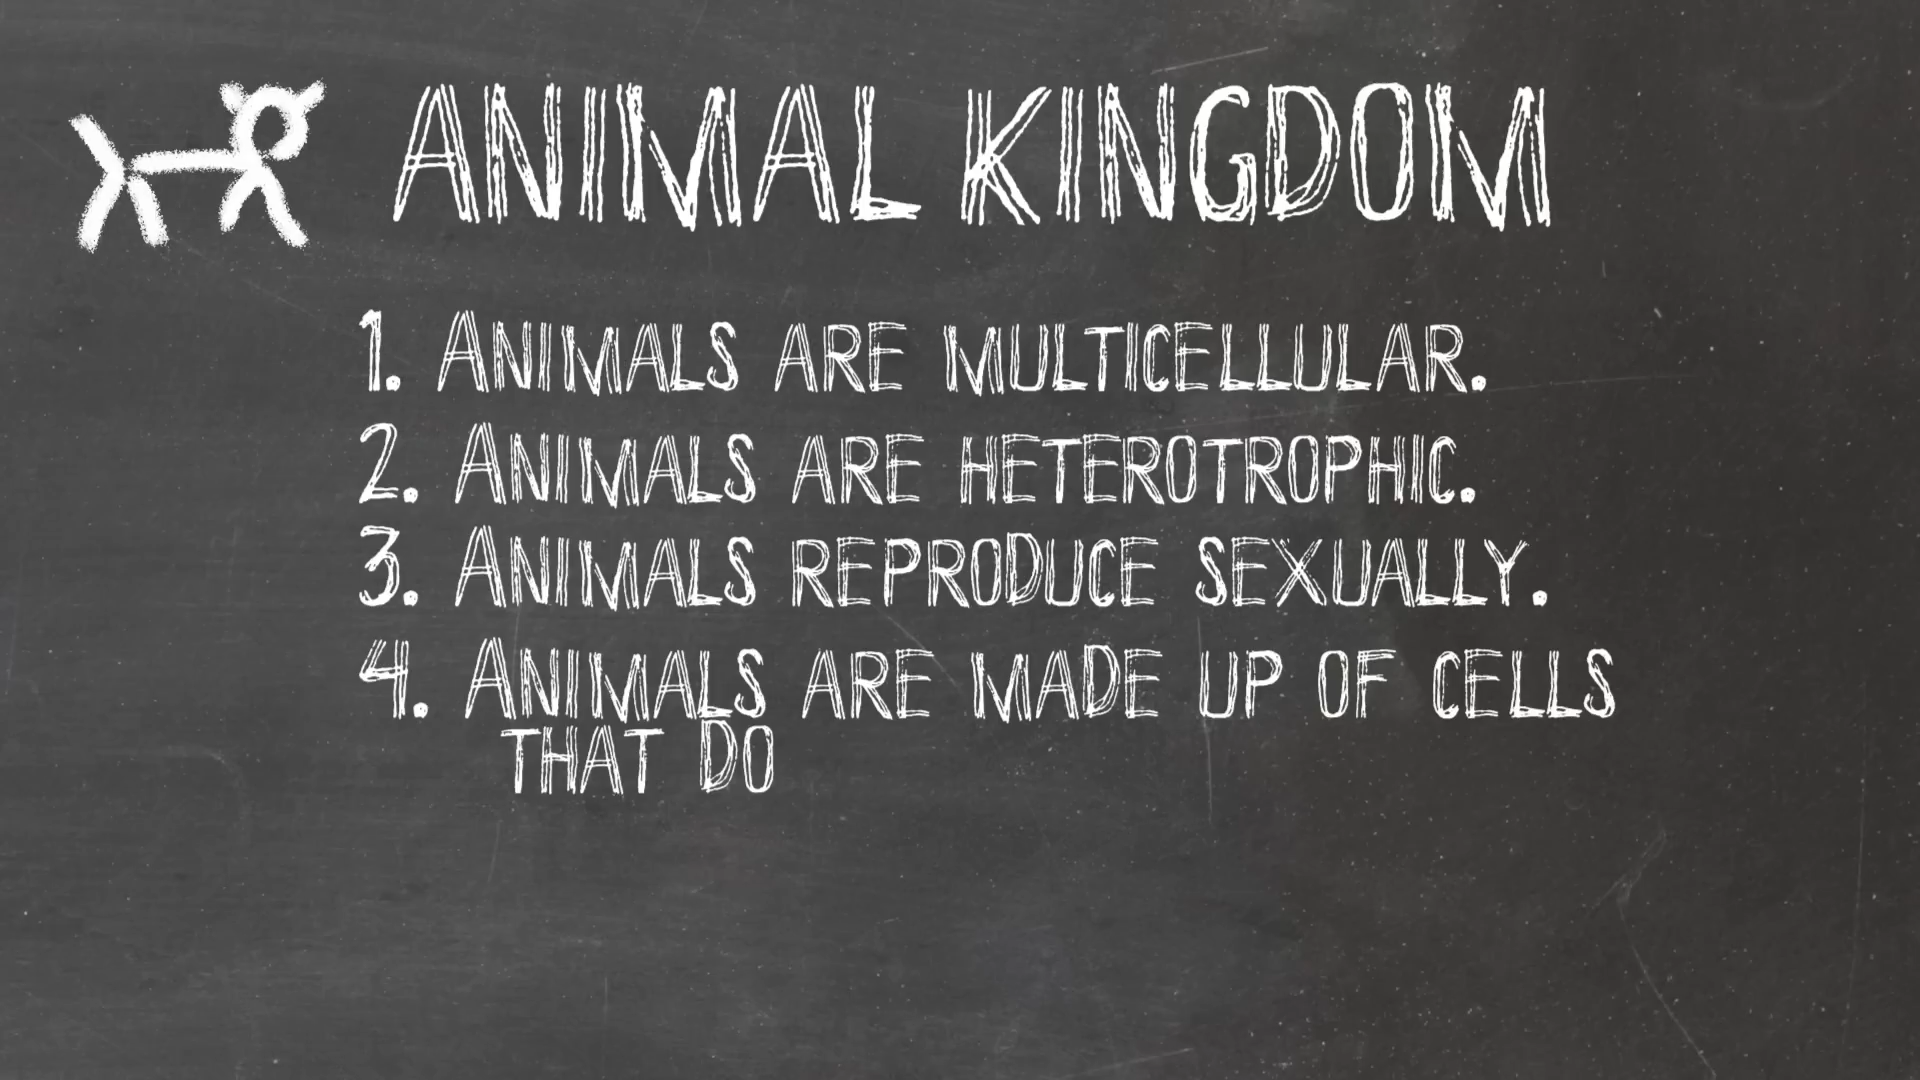 ANIMAL KINGDOM
1. ANIMALS ARE MULTICELLULAR.
2. ANIMALS ARE HETEROTROPHIC.
3. ANIMALS REPRODUCE SEXUALLY.
4. ANIMALS ARE MADE UP OF CELLS
THAT DO